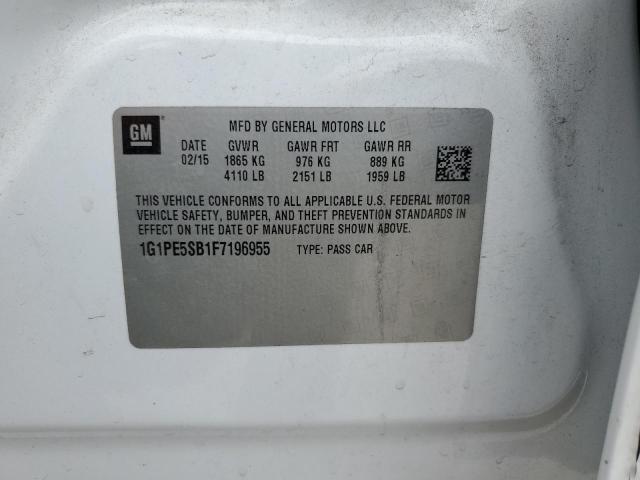 GM
MFD BY GENERAL MOTORS LLC
DATE GVWR GAWR FRT GAWR RR
02/15 1865 KG 976 KG 889 KG
4110 LB 2151 LB 1959 LB
THIS VEHICLE CONFORMS TO ALL APPLICABLE U.S. FEDERAL MOTOR
VEHICLE SAFETY, BUMPER, AND THEFT PREVENTION STANDARDS IN
EFFECT ON THE DATE OF MANUFACTURE SHOWN ABOVE.
1G1PE5SB1F7196955 TYPE: PASS CAR